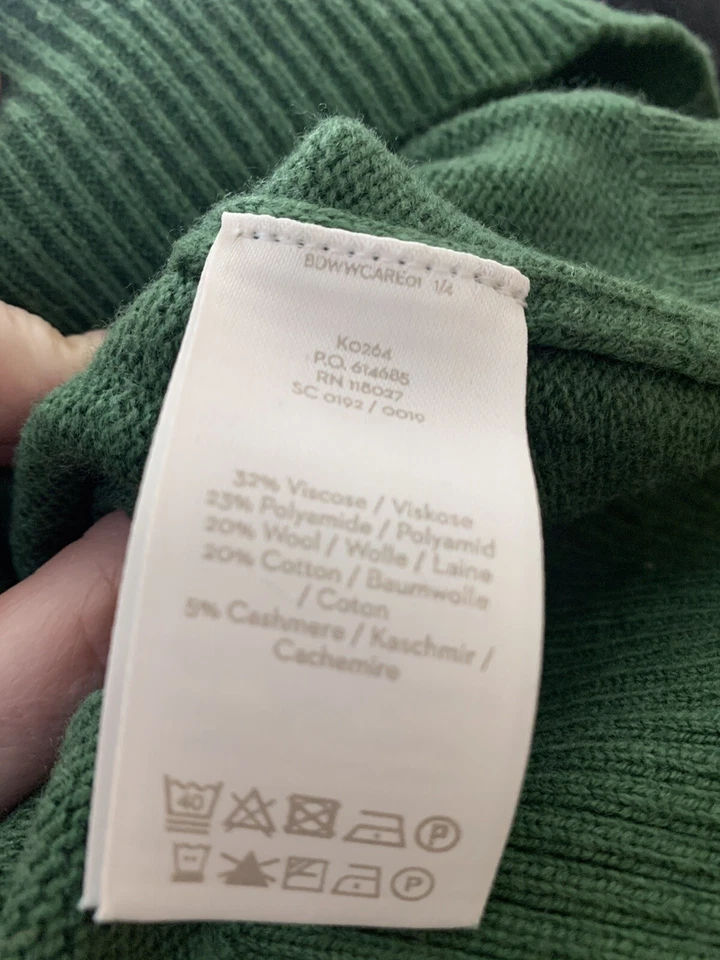 BDWWCARE01 1/4
K0264
P.O. 614685
RN 118027
SC 0192 / 0019
32% Viscose / Viskose
23% Polyamide / Polyamid
20% Wool / Wolle / Laine
20% Cotton / Baumwolle
/ Coton
5% Cashmere / Kaschmir /
Cachemire
40 P
P